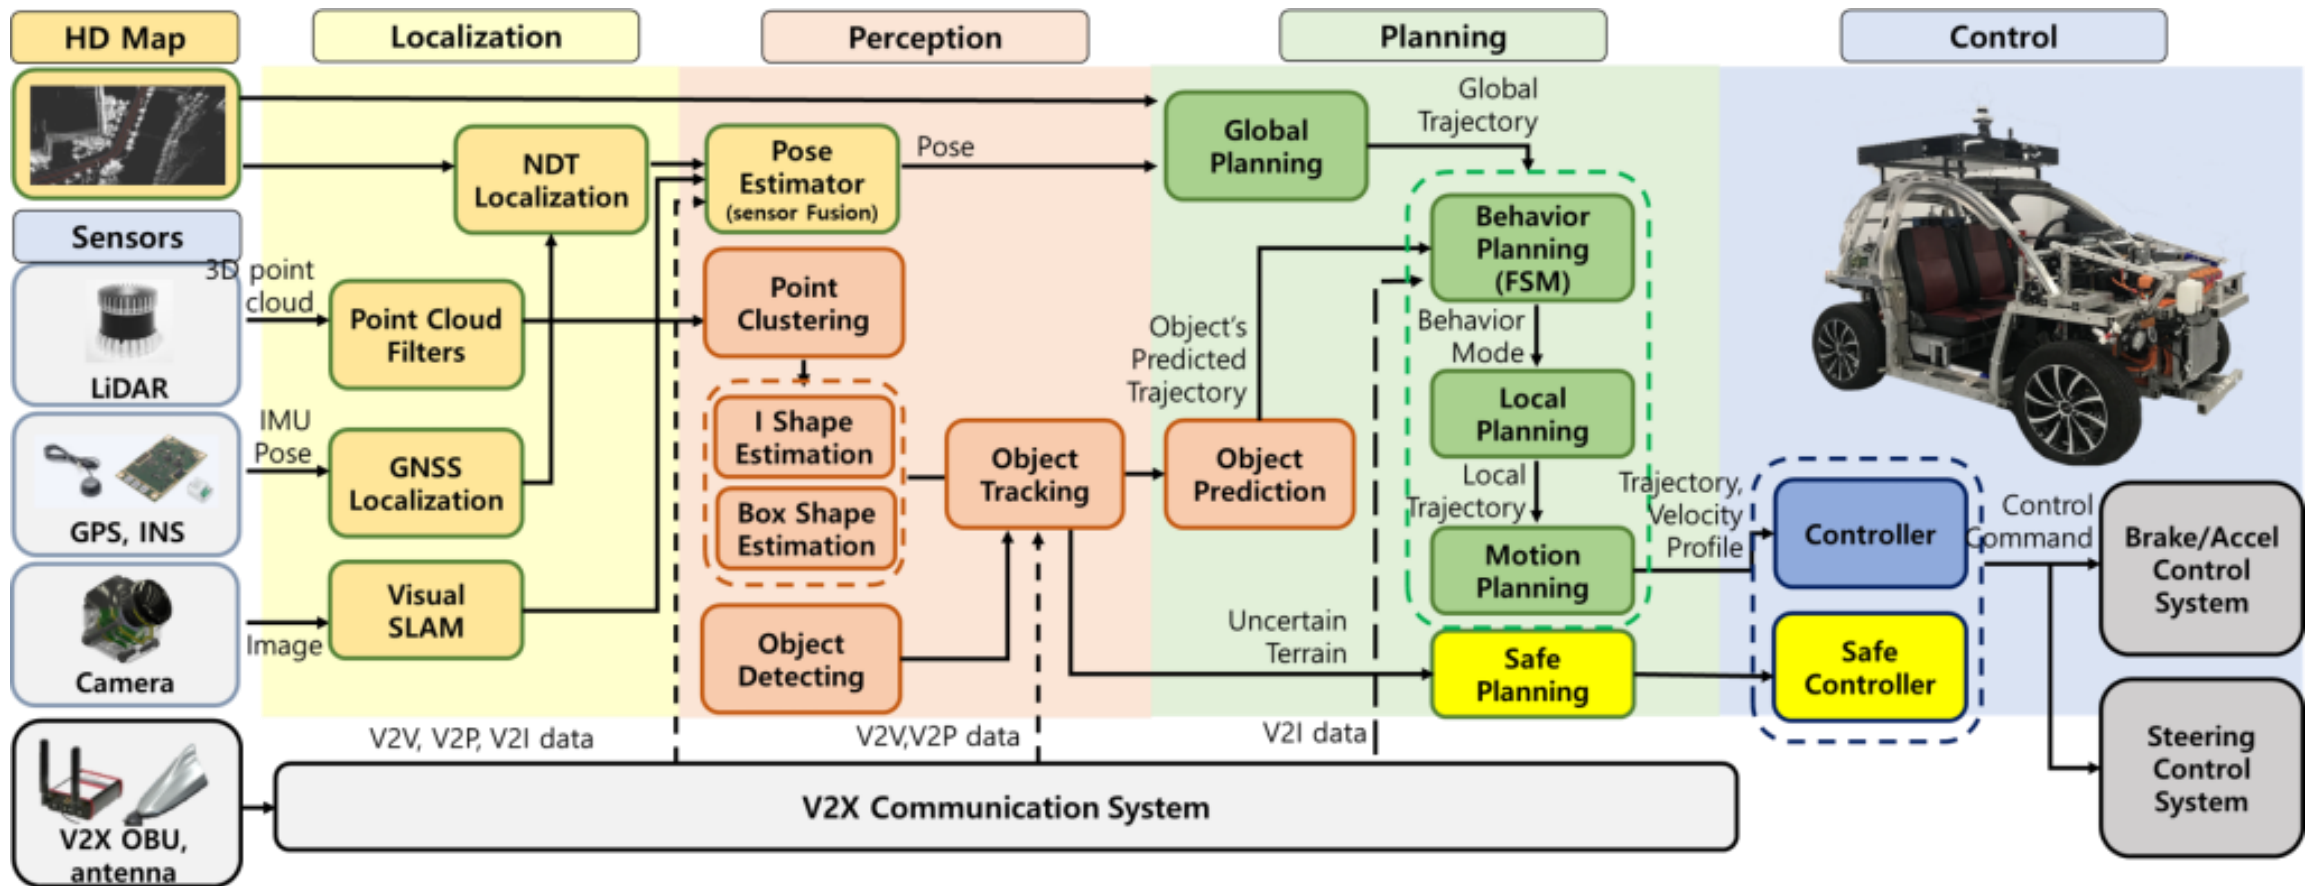 HD Map
Localization
Perception
Planning
Control
Global
Trajectory
NDT
Localization
Pose
Estimator
(sensor Fusion)
Pose
Global
Planning
Sensors
3D point
cloud
LiDAR
Point Cloud
Filters
Point
Clustering
Behavior
Planning
(FSM)
Behavior
Mode
Object's
Predicted
Trajectory
Local
Planning
IMU
Pose
GPS, INS
GNSS
Localization
I Shape
Estimation
Box Shape
Estimation
Object
Tracking
Object
Prediction
Local
Trajectory
Motion
Planning
Trajectory,
Velocity
Profile
Controller
Control
Command
Brake/Accel
Control
System
Image
Camera
Visual
SLAM
Object
Detecting
Uncertain
Terrain
Safe
Planning
Safe
Controller
Steering
Control
System
V2V, V2P, V2I data
V2V,V2P data
V2I data
V2X OBU,
antenna
V2X Communication System